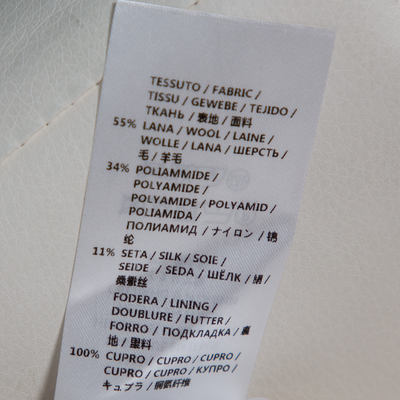 TESSUTO / FABRIC /
TISSU / GEWEBE / TEJIDO /
ТКАНЬ / 表地 / 面料
55% LANA / WOOL / LAINE /
WOLLE / LANA / ШЕРСТЬ /
毛 / 羊毛
34% POLIAMMIDE /
POLYAMIDE /
POLYAMIDE / POLYAMID /
POLIAMIDA /
ПОЛИАМИД / ナイロン / 锦
纶
11% SETA / SILK / SOIE /
SEIDE / SEDA / ШЁЛК / 絹 /
桑蚕丝
FODERA / LINING /
DOUBLURE / FUTTER /
FORRO / ПОДКЛАДКА / 裏
地 / 里料
100% CUPRO / CUPRO / CUPRO /
CUPRO / CUPRO / КУПРО /
キュプラ / 铜氨纤维